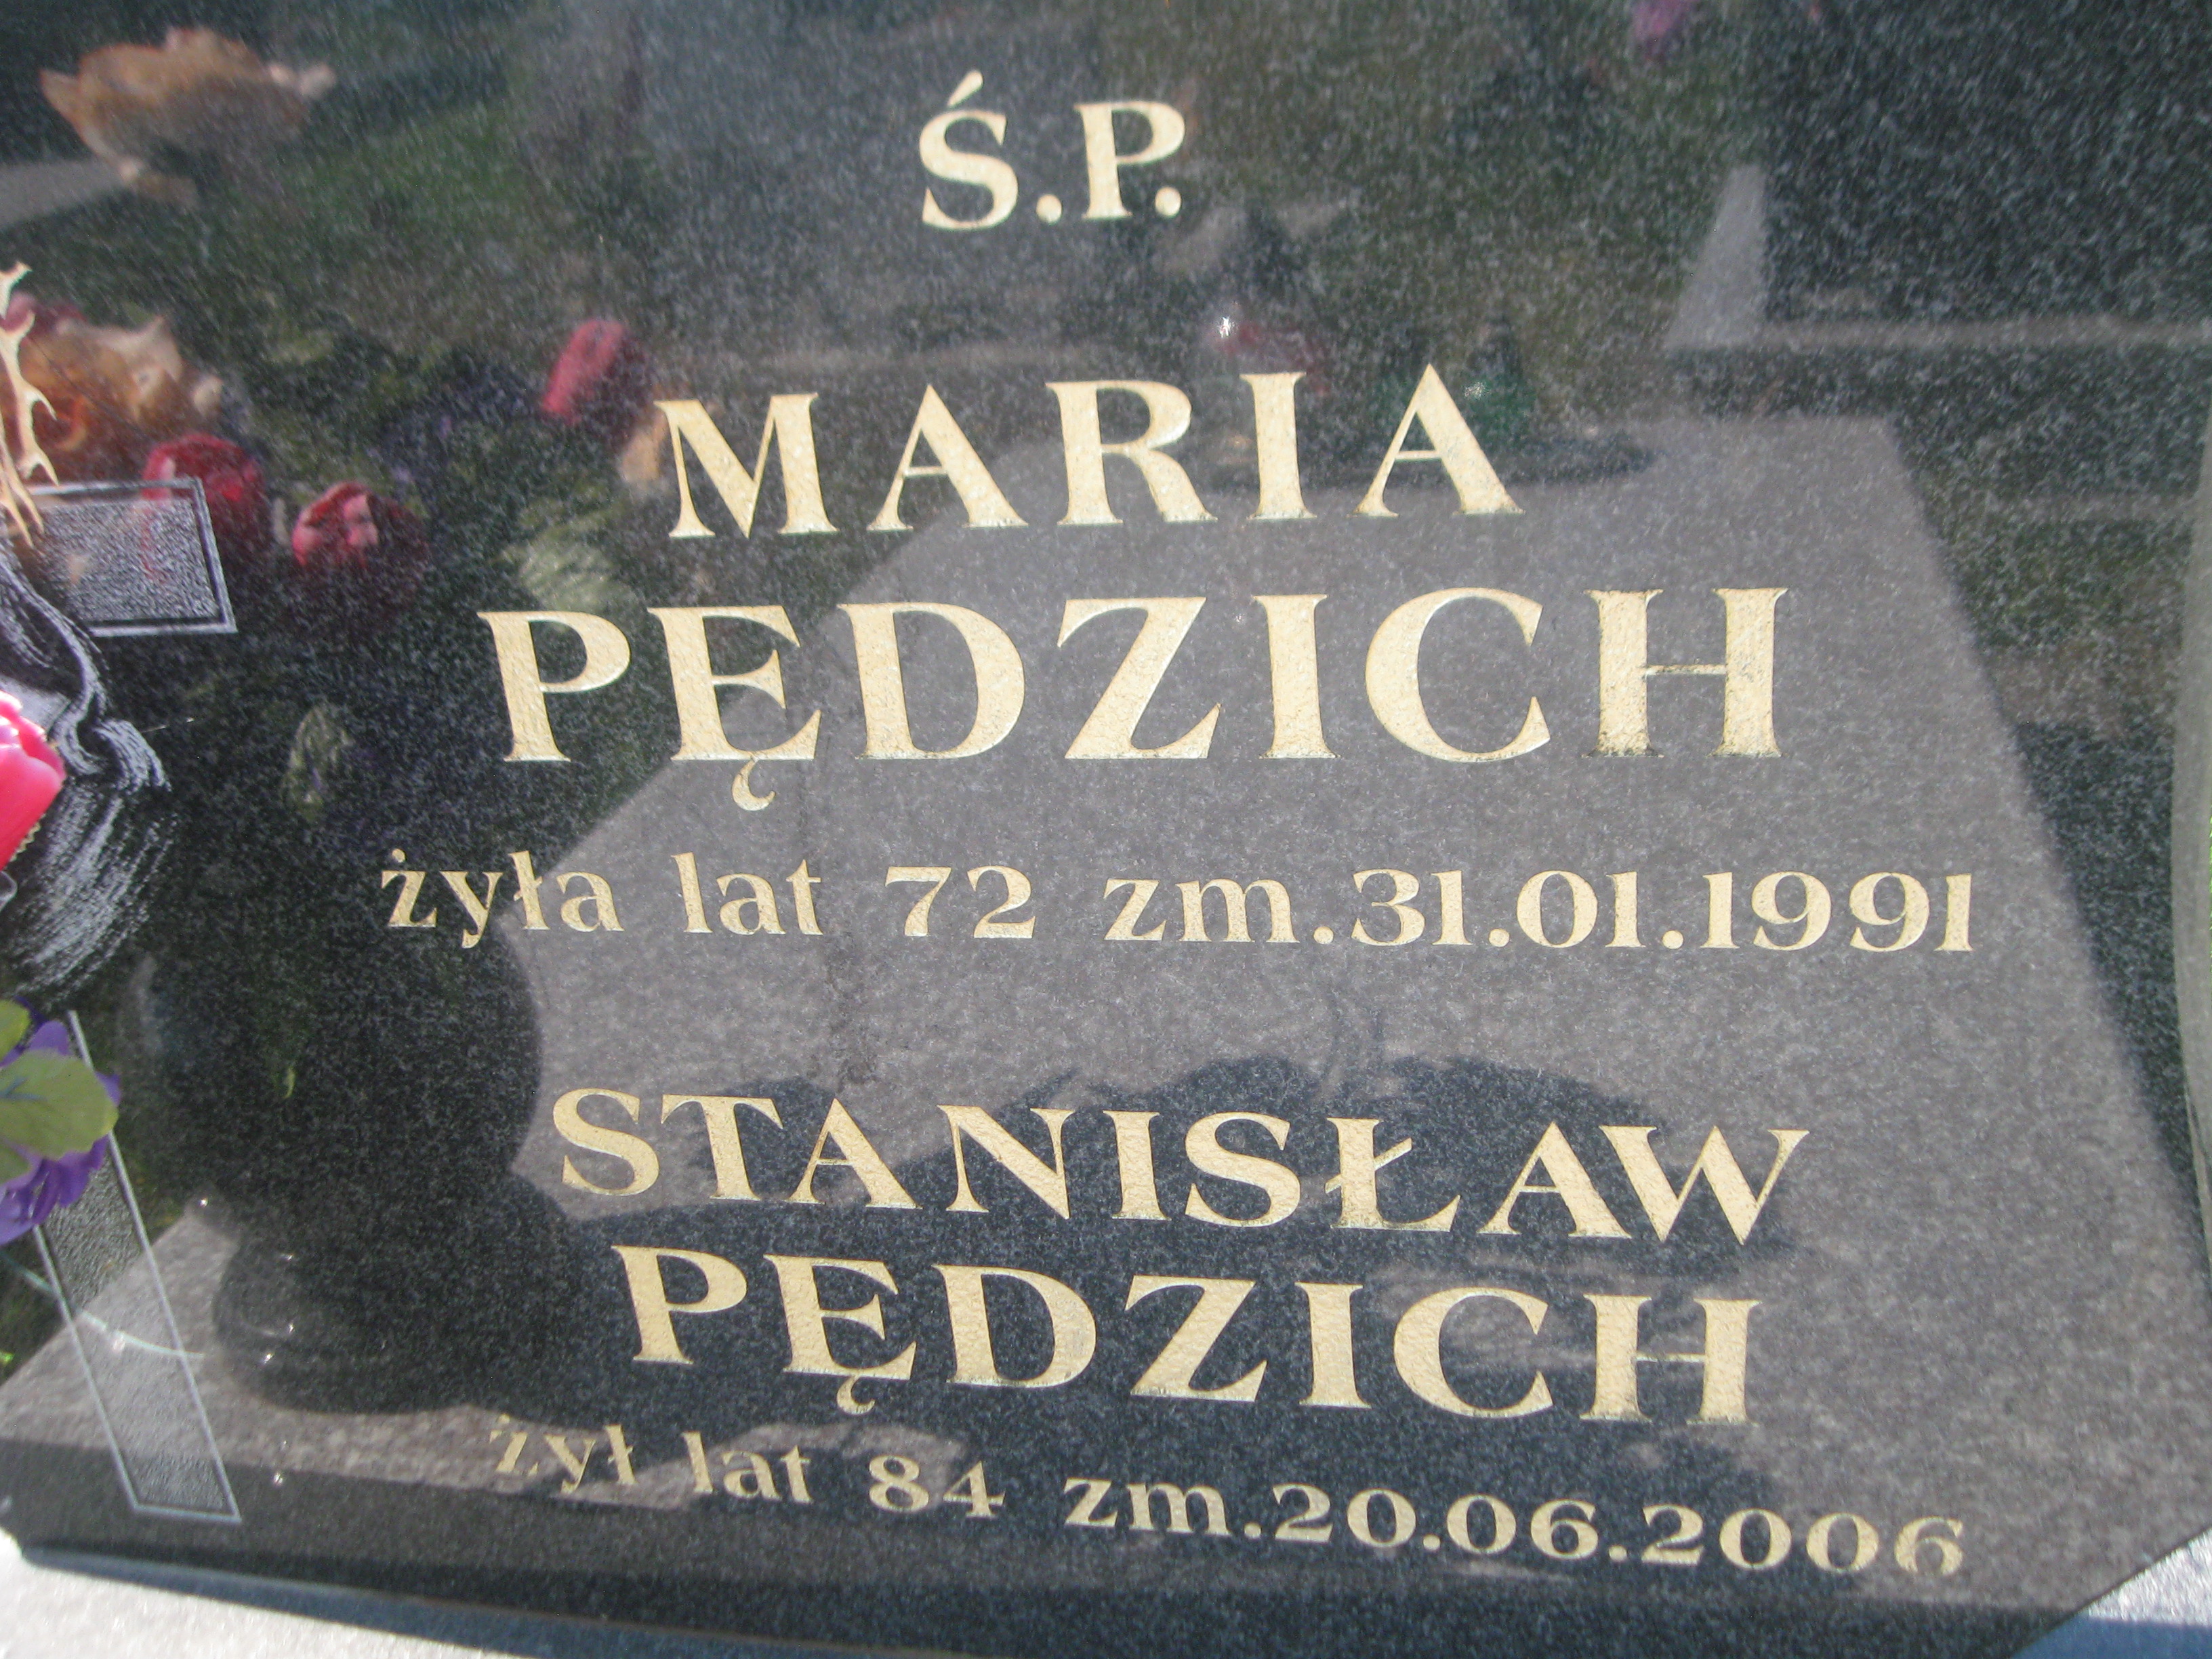 Ś.P.
MARIA
PĘDZICH
żyła lat 72 zm.31.01.1991
STANISŁAW
PĘDZICH
żył lat 84 zm.20.06.2006